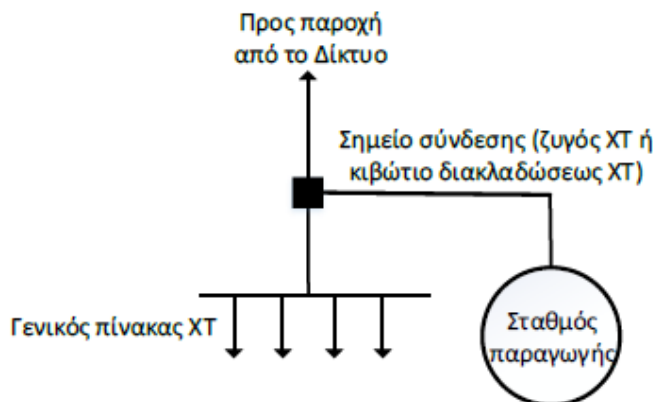 Προς παροχή
από το Δίκτυο
Σημείο σύνδεσης (ζυγός ΧΤ ή
κιβώτιο διακλαδώσεως ΧΤ)
Γενικός πίνακας ΧΤ
Σταθμός
παραγωγής